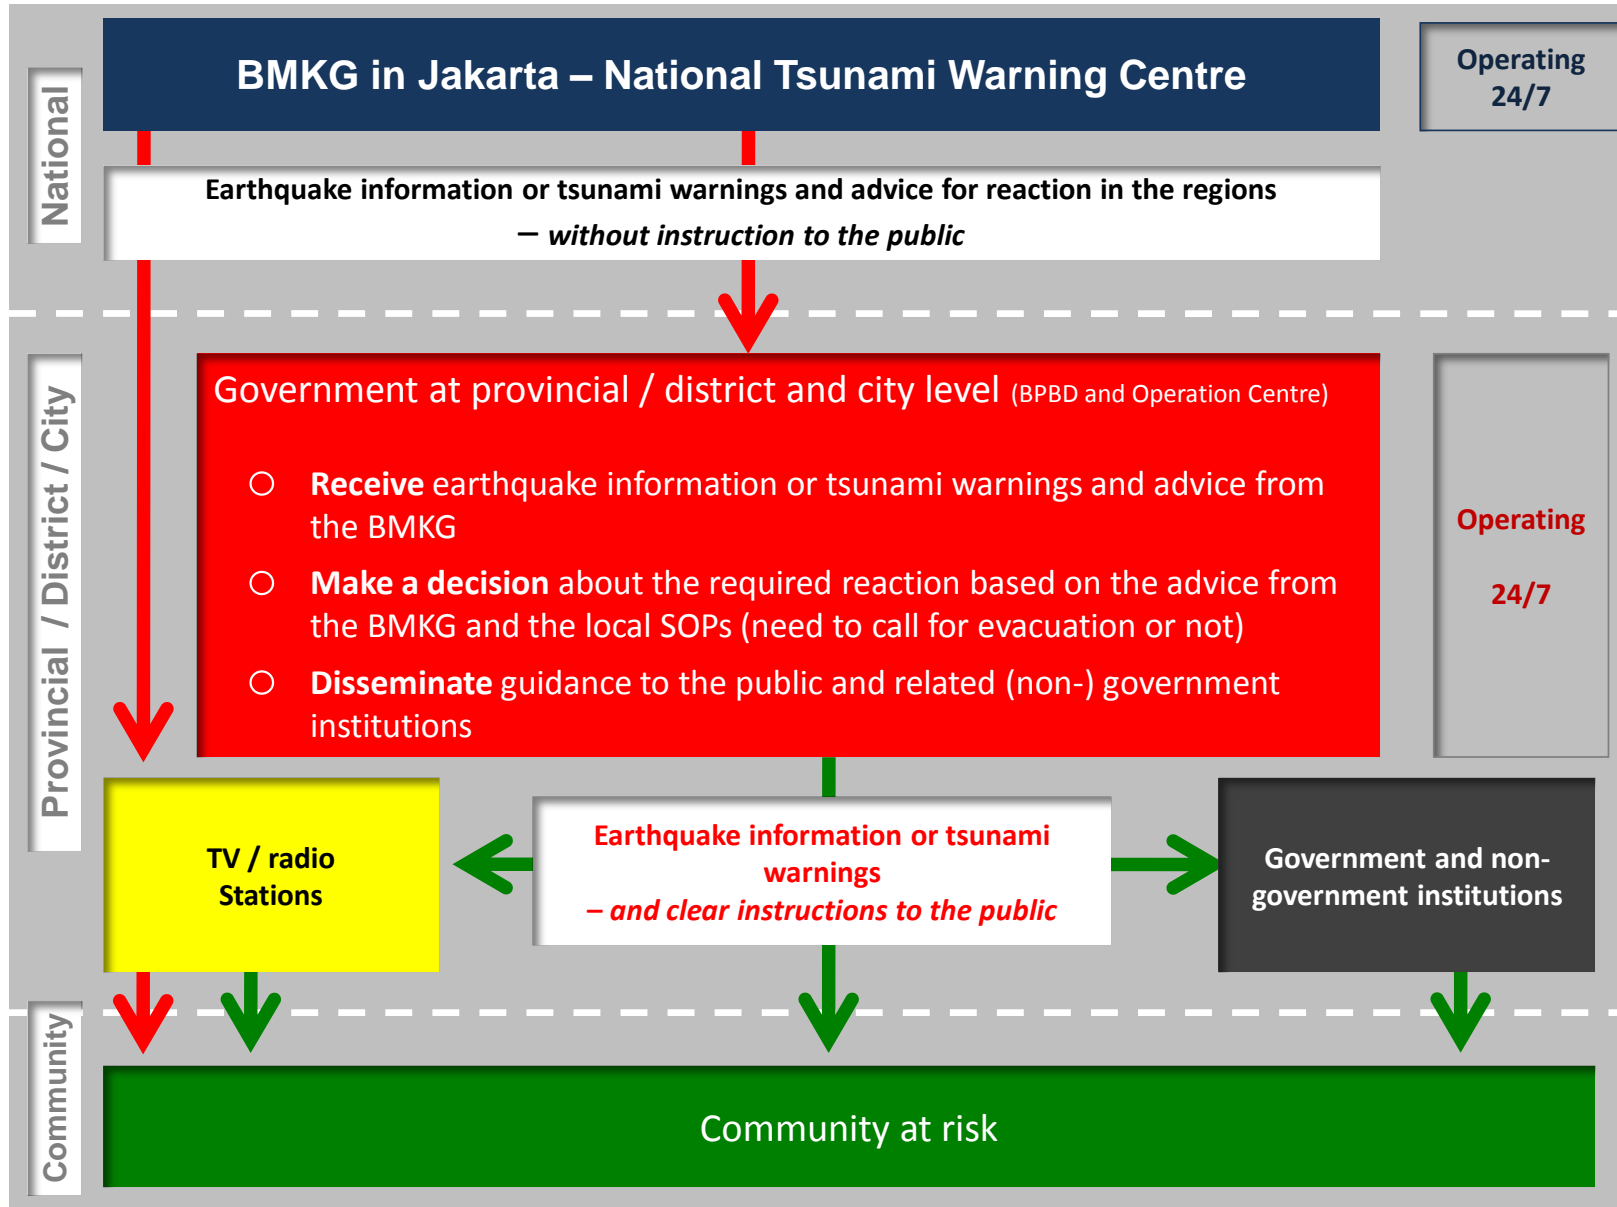 National
BMKG in Jakarta – National Tsunami Warning Centre
Operating
24/7
Earthquake information or tsunami warnings and advice for reaction in the regions
– without instruction to the public
Provincial / District / City
Government at provincial / district and city level (BPBD and Operation Centre)
○ Receive earthquake information or tsunami warnings and advice from
the BMKG
○ Make a decision about the required reaction based on the advice from
the BMKG and the local SOPs (need to call for evacuation or not)
○ Disseminate guidance to the public and related (non-) government
institutions
Operating
24/7
TV / radio
Stations
Earthquake information or tsunami
warnings
– and clear instructions to the public
Government and non-
government institutions
Community
Community at risk